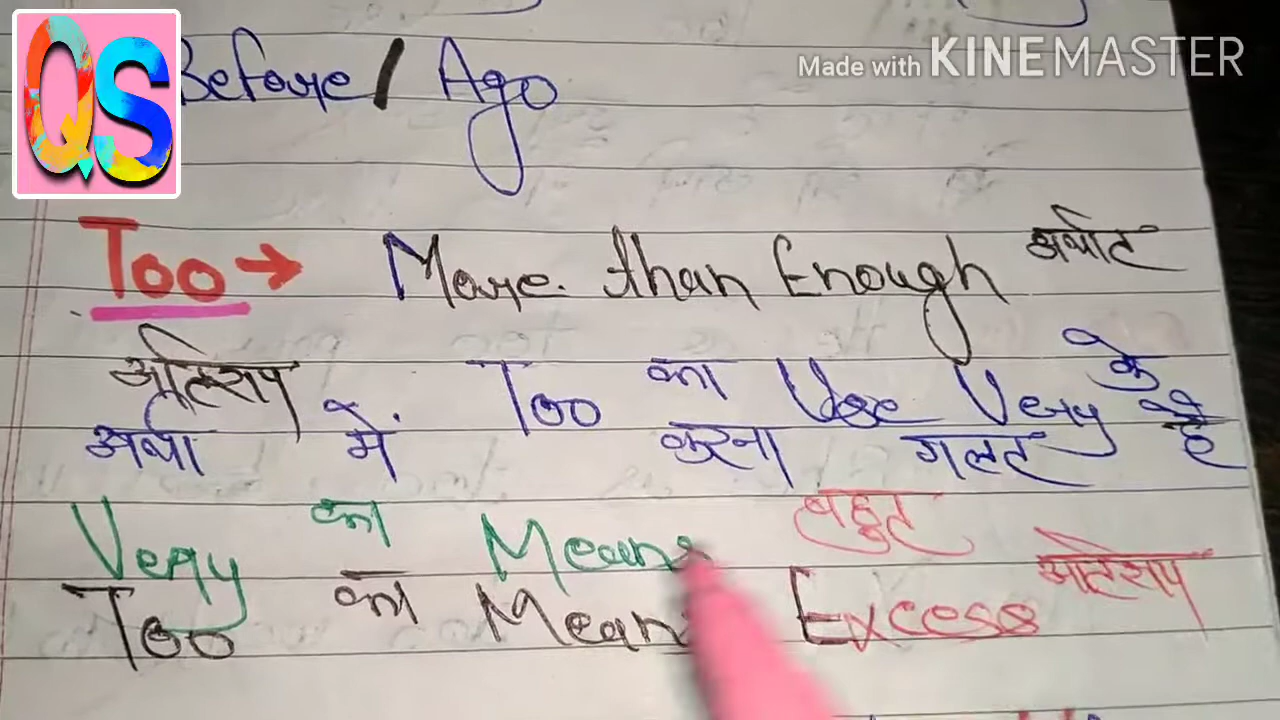 QS
Made with KINEMASTER
Before / Ago
Too → More than Enough अर्थात
अतिशय Too का Use Very के
अर्थ में करना गलत है
Very का Means बहुत
Too का Means Excess अतिशय